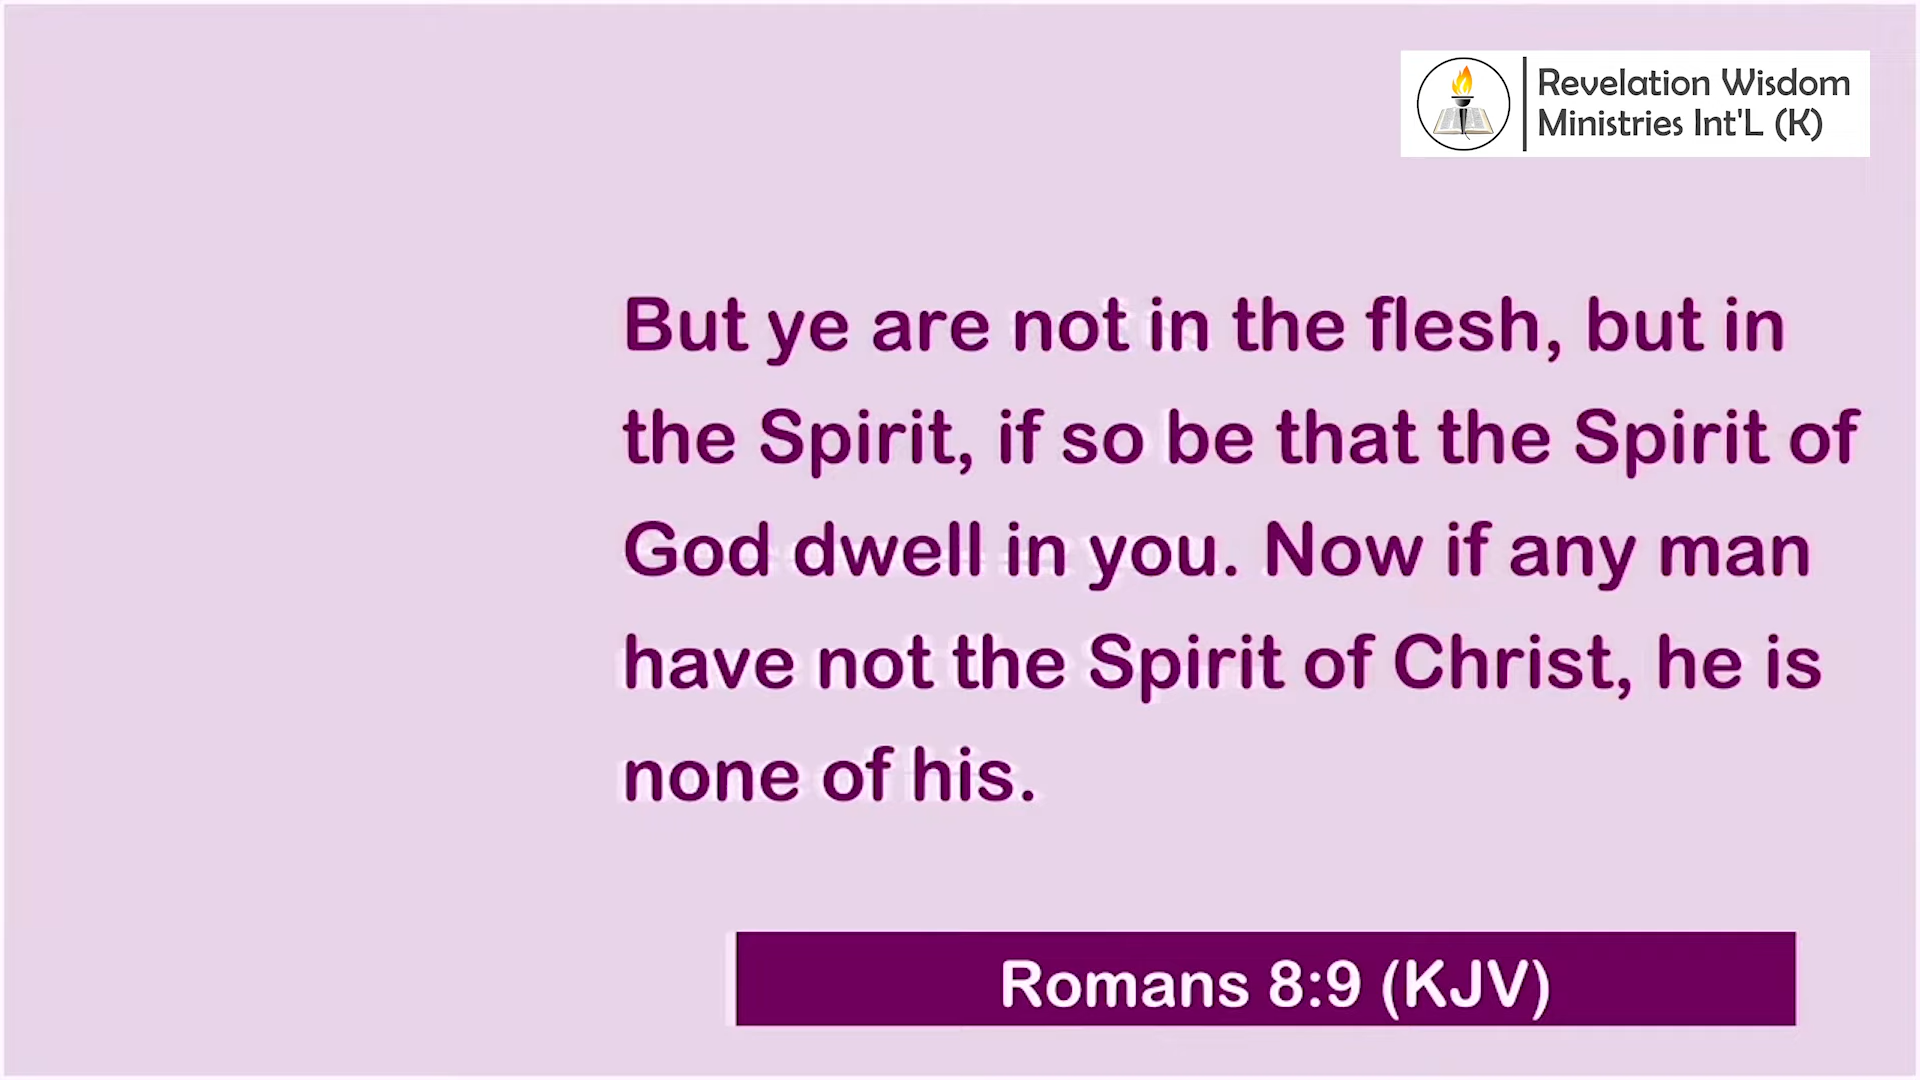 Revelation Wisdom
Ministries Int'L (K)
But ye are not in the flesh, but in
the Spirit, if so be that the Spirit of
God dwell in you. Now if any man
have not the Spirit of Christ, he is
none of his.
Romans 8:9 (KJV)